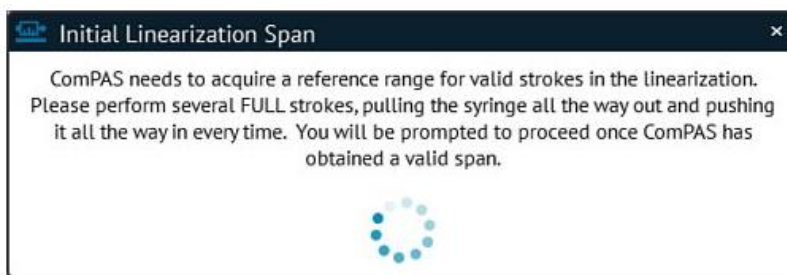 Initial Linearization Span
ComPAS needs to acquire a reference range for valid strokes in the linearization.
Please perform several FULL strokes, pulling the syringe all the way out and pushing
it all the way in every time. You will be prompted to proceed once ComPAS has
obtained a valid span.